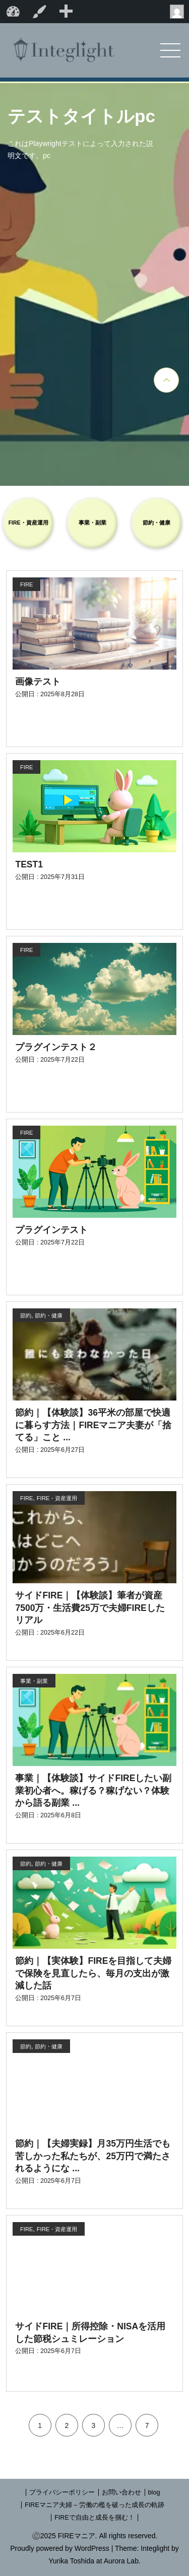 Integlight
テストタイトルpc
これはPlaywrightテストによって入力された説
明文です。pc
FIRE・資産運用
事業・副業
節約・健康
FIRE
画像テスト
公開日 : 2025年8月28日
FIRE
TEST1
公開日 : 2025年7月31日
FIRE
プラグインテスト２
公開日 : 2025年7月22日
FIRE
プラグインテスト
公開日 : 2025年7月22日
節約, 節約・健康
誰にも会わなかった日
節約｜【体験談】36平米の部屋で快適
に暮らす方法｜FIREマニア夫妻が「捨
てる」こと ...
公開日 : 2025年6月27日
FIRE, FIRE・資産運用
これから、
はどこへ
かうのだろう」
サイドFIRE｜【体験談】筆者が資産
7500万・生活費25万で夫婦FIREした
リアル
公開日 : 2025年6月22日
事業・副業
事業｜【体験談】サイドFIREしたい副
業初心者へ。稼げる？稼げない？体験
から語る副業 ...
公開日 : 2025年6月8日
節約, 節約・健康
節約｜【実体験】FIREを目指して夫婦
で保険を見直したら、毎月の支出が激
減した話
公開日 : 2025年6月7日
節約, 節約・健康
節約｜【夫婦実録】月35万円生活でも
苦しかった私たちが、25万円で満たさ
れるようにな ...
公開日 : 2025年6月7日
FIRE, FIRE・資産運用
サイドFIRE｜所得控除・NISAを活用
した節税シュミレーション
公開日 : 2025年6月7日
1 2 3 … 7
| プライバシーポリシー | お問い合わせ | blog
| FIREマニア夫婦 – 労働の檻を破った成長の軌跡
| FIREで自由と成長を掴む！ |
Ⓒ2025 FIREマニア. All rights reserved.
Proudly powered by WordPress | Theme: Integlight by
Yurika Toshida at Aurora Lab.